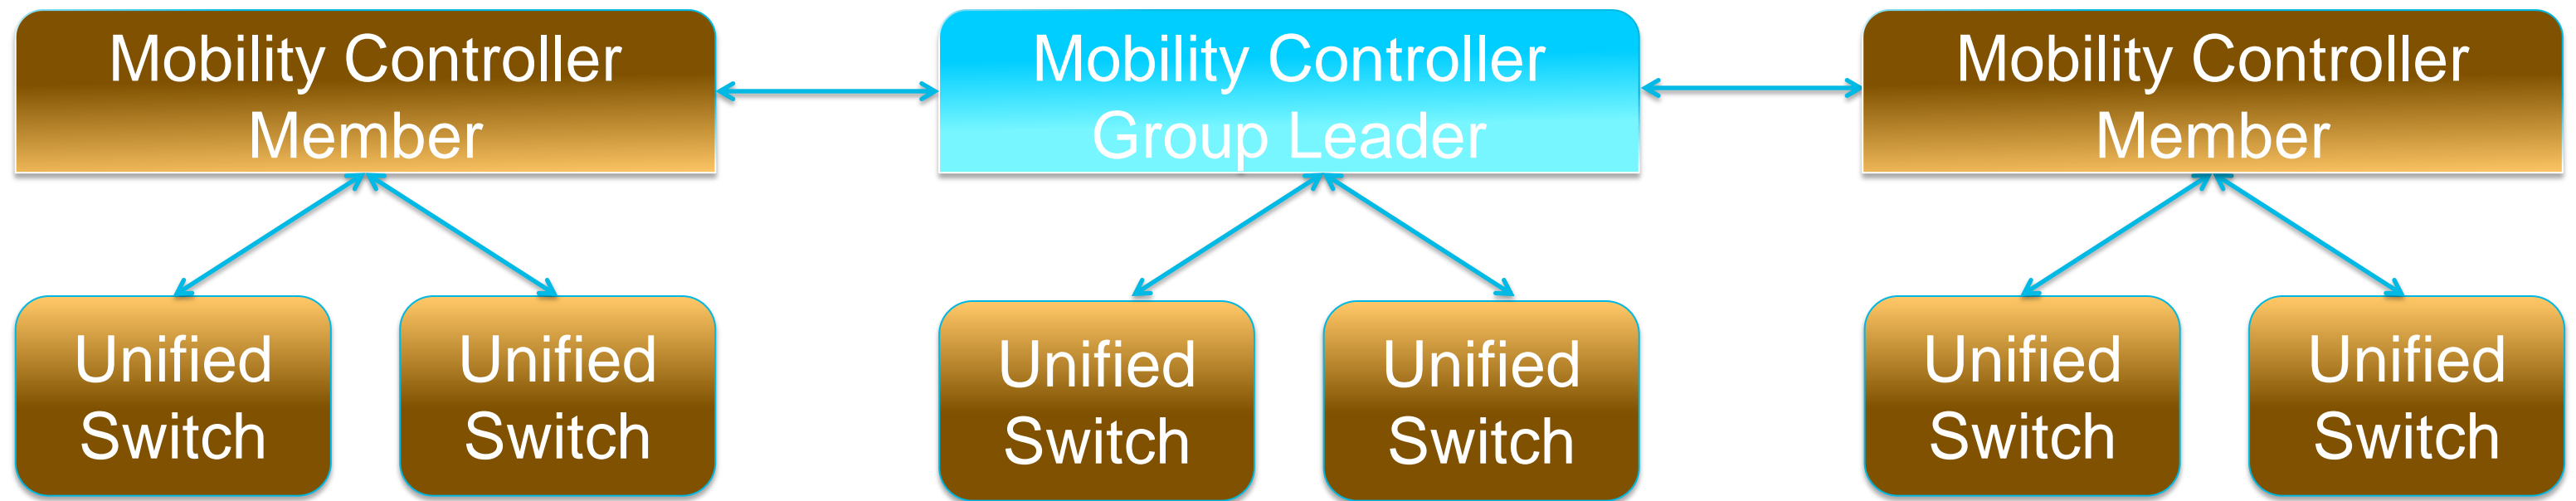 Mobility Controller
Member
Mobility Controller
Group Leader
Mobility Controller
Member
Unified
Switch
Unified
Switch
Unified
Switch
Unified
Switch
Unified
Switch
Unified
Switch